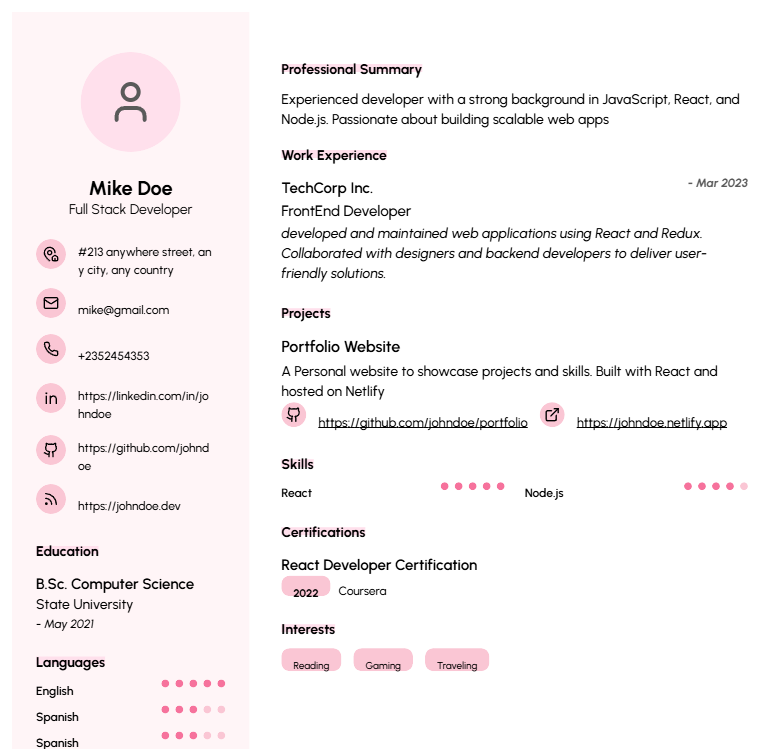 Mike Doe
Full Stack Developer
#213 anywhere street, an
y city, any country
mike@gmail.com
+2352454353
https://linkedin.com/in/jo
hndoe
https://github.com/johnd
oe
https://johndoe.dev
Education
B.Sc. Computer Science
State University
- May 2021
Languages
English
Spanish
Spanish
Professional Summary
Experienced developer with a strong background in JavaScript, React, and
Node.js. Passionate about building scalable web apps
Work Experience
TechCorp Inc.
- Mar 2023
FrontEnd Developer
developed and maintained web applications using React and Redux.
Collaborated with designers and backend developers to deliver user-
friendly solutions.
Projects
Portfolio Website
A Personal website to showcase projects and skills. Built with React and
hosted on Netlify
https://github.com/johndoe/portfolio https://johndoe.netlify.app
Skills
React Node.js
Certifications
React Developer Certification
2022 Coursera
Interests
Reading Gaming Traveling